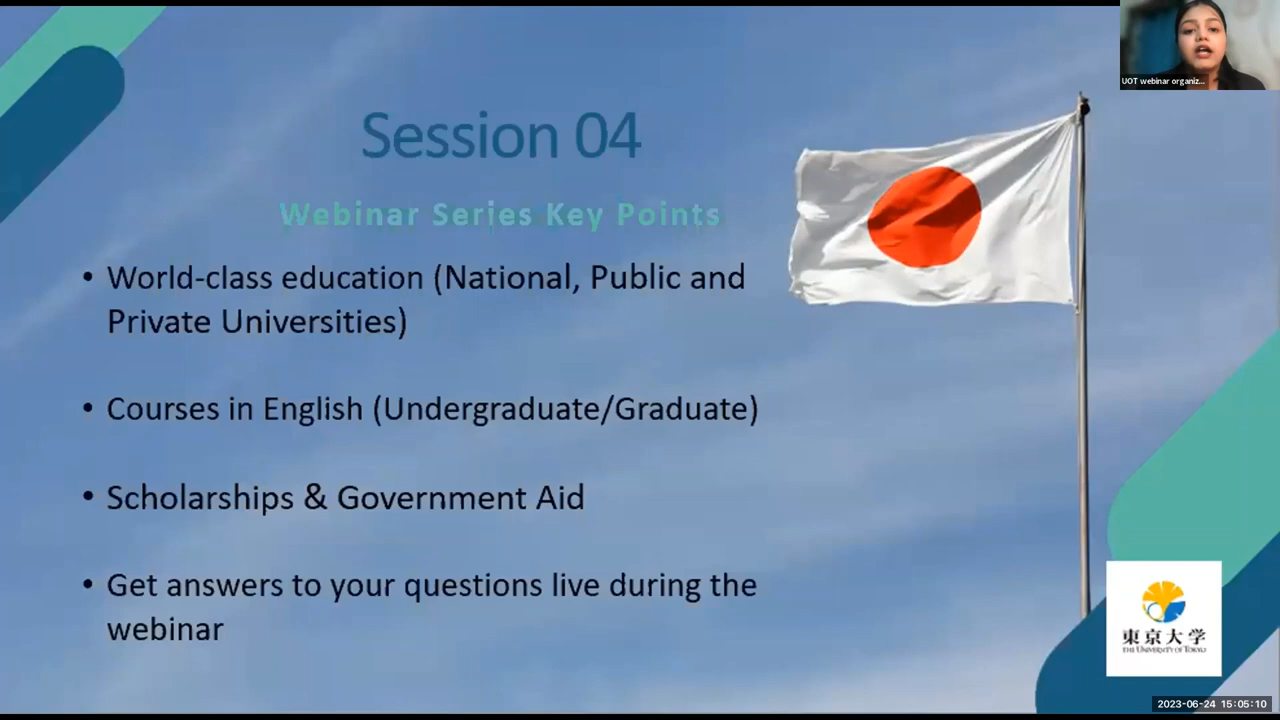 UOT webinar organiz...
Session 04
Webinar Series Key Points
• World-class education (National, Public and
Private Universities)
• Courses in English (Undergraduate/Graduate)
• Scholarships & Government Aid
• Get answers to your questions live during the
webinar
東京大学
THE UNIVERSITY OF TOKYO
2023-06-24 15:05:10